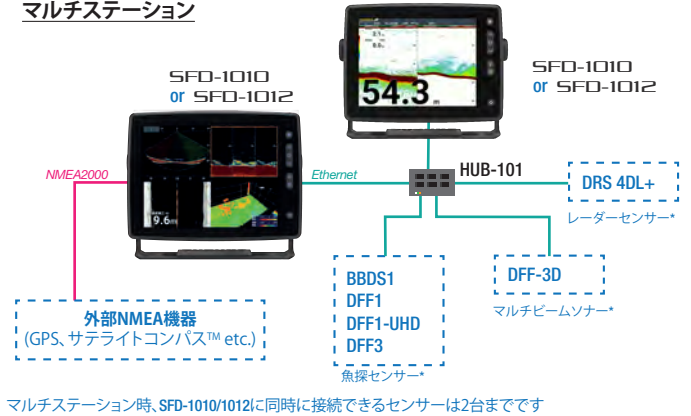 マルチステーション
SFD-1010
or SFD-1012
54.3
SFD-1010
or SFD-1012
NMEA2000
Ethernet
HUB-101
DRS 4DL+
レーダーセンサー*
19.6m
BBDS1
DFF1
DFF1-UHD
DFF3
魚探センサー*
DFF-3D
マルチビームソナー*
外部NMEA機器
(GPS、サテライトコンパス™ etc.)
マルチステーション時、SFD-1010/1012に同時に接続できるセンサーは2台までです